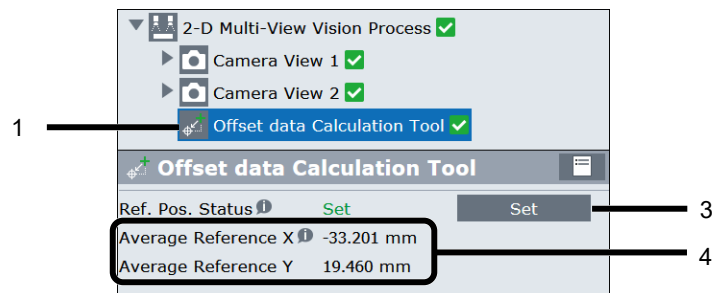 2-D Multi-View Vision Process
Camera View 1
Camera View 2
1
Offset data Calculation Tool
Offset data Calculation Tool
Ref. Pos. Status Set Set
3
Average Reference X -33.201 mm
Average Reference Y 19.460 mm
4